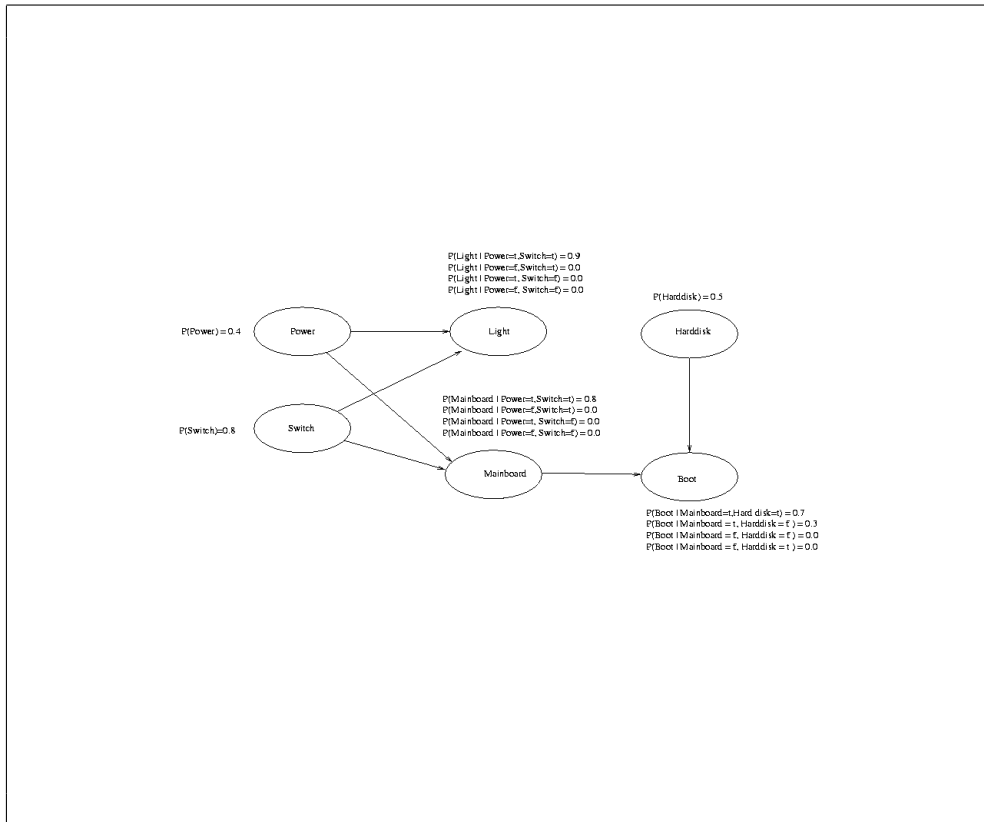 P(Light | Power=t,Switch=t) = 0.9
P(Light | Power=f,Switch=t) = 0.0
P(Light | Power=t, Switch=f) = 0.0
P(Light | Power=f, Switch=f) = 0.0
P(Harddisk) = 0.5
P(Power) = 0.4
Power
Light
Harddisk
P(Mainboard | Power=t,Switch=t) = 0.8
P(Mainboard | Power=f,Switch=t) = 0.0
P(Mainboard | Power=t, Switch=f) = 0.0
P(Mainboard | Power=f, Switch=f) = 0.0
P(Switch)=0.8
Switch
Mainboard
Boot
P(Boot | Mainboard=t,Hard disk=t) = 0.7
P(Boot | Mainboard = t, Harddisk = f ) = 0.3
P(Boot | Mainboard = f, Harddisk = f ) = 0.0
P(Boot | Mainboard = f, Harddisk = t ) = 0.0